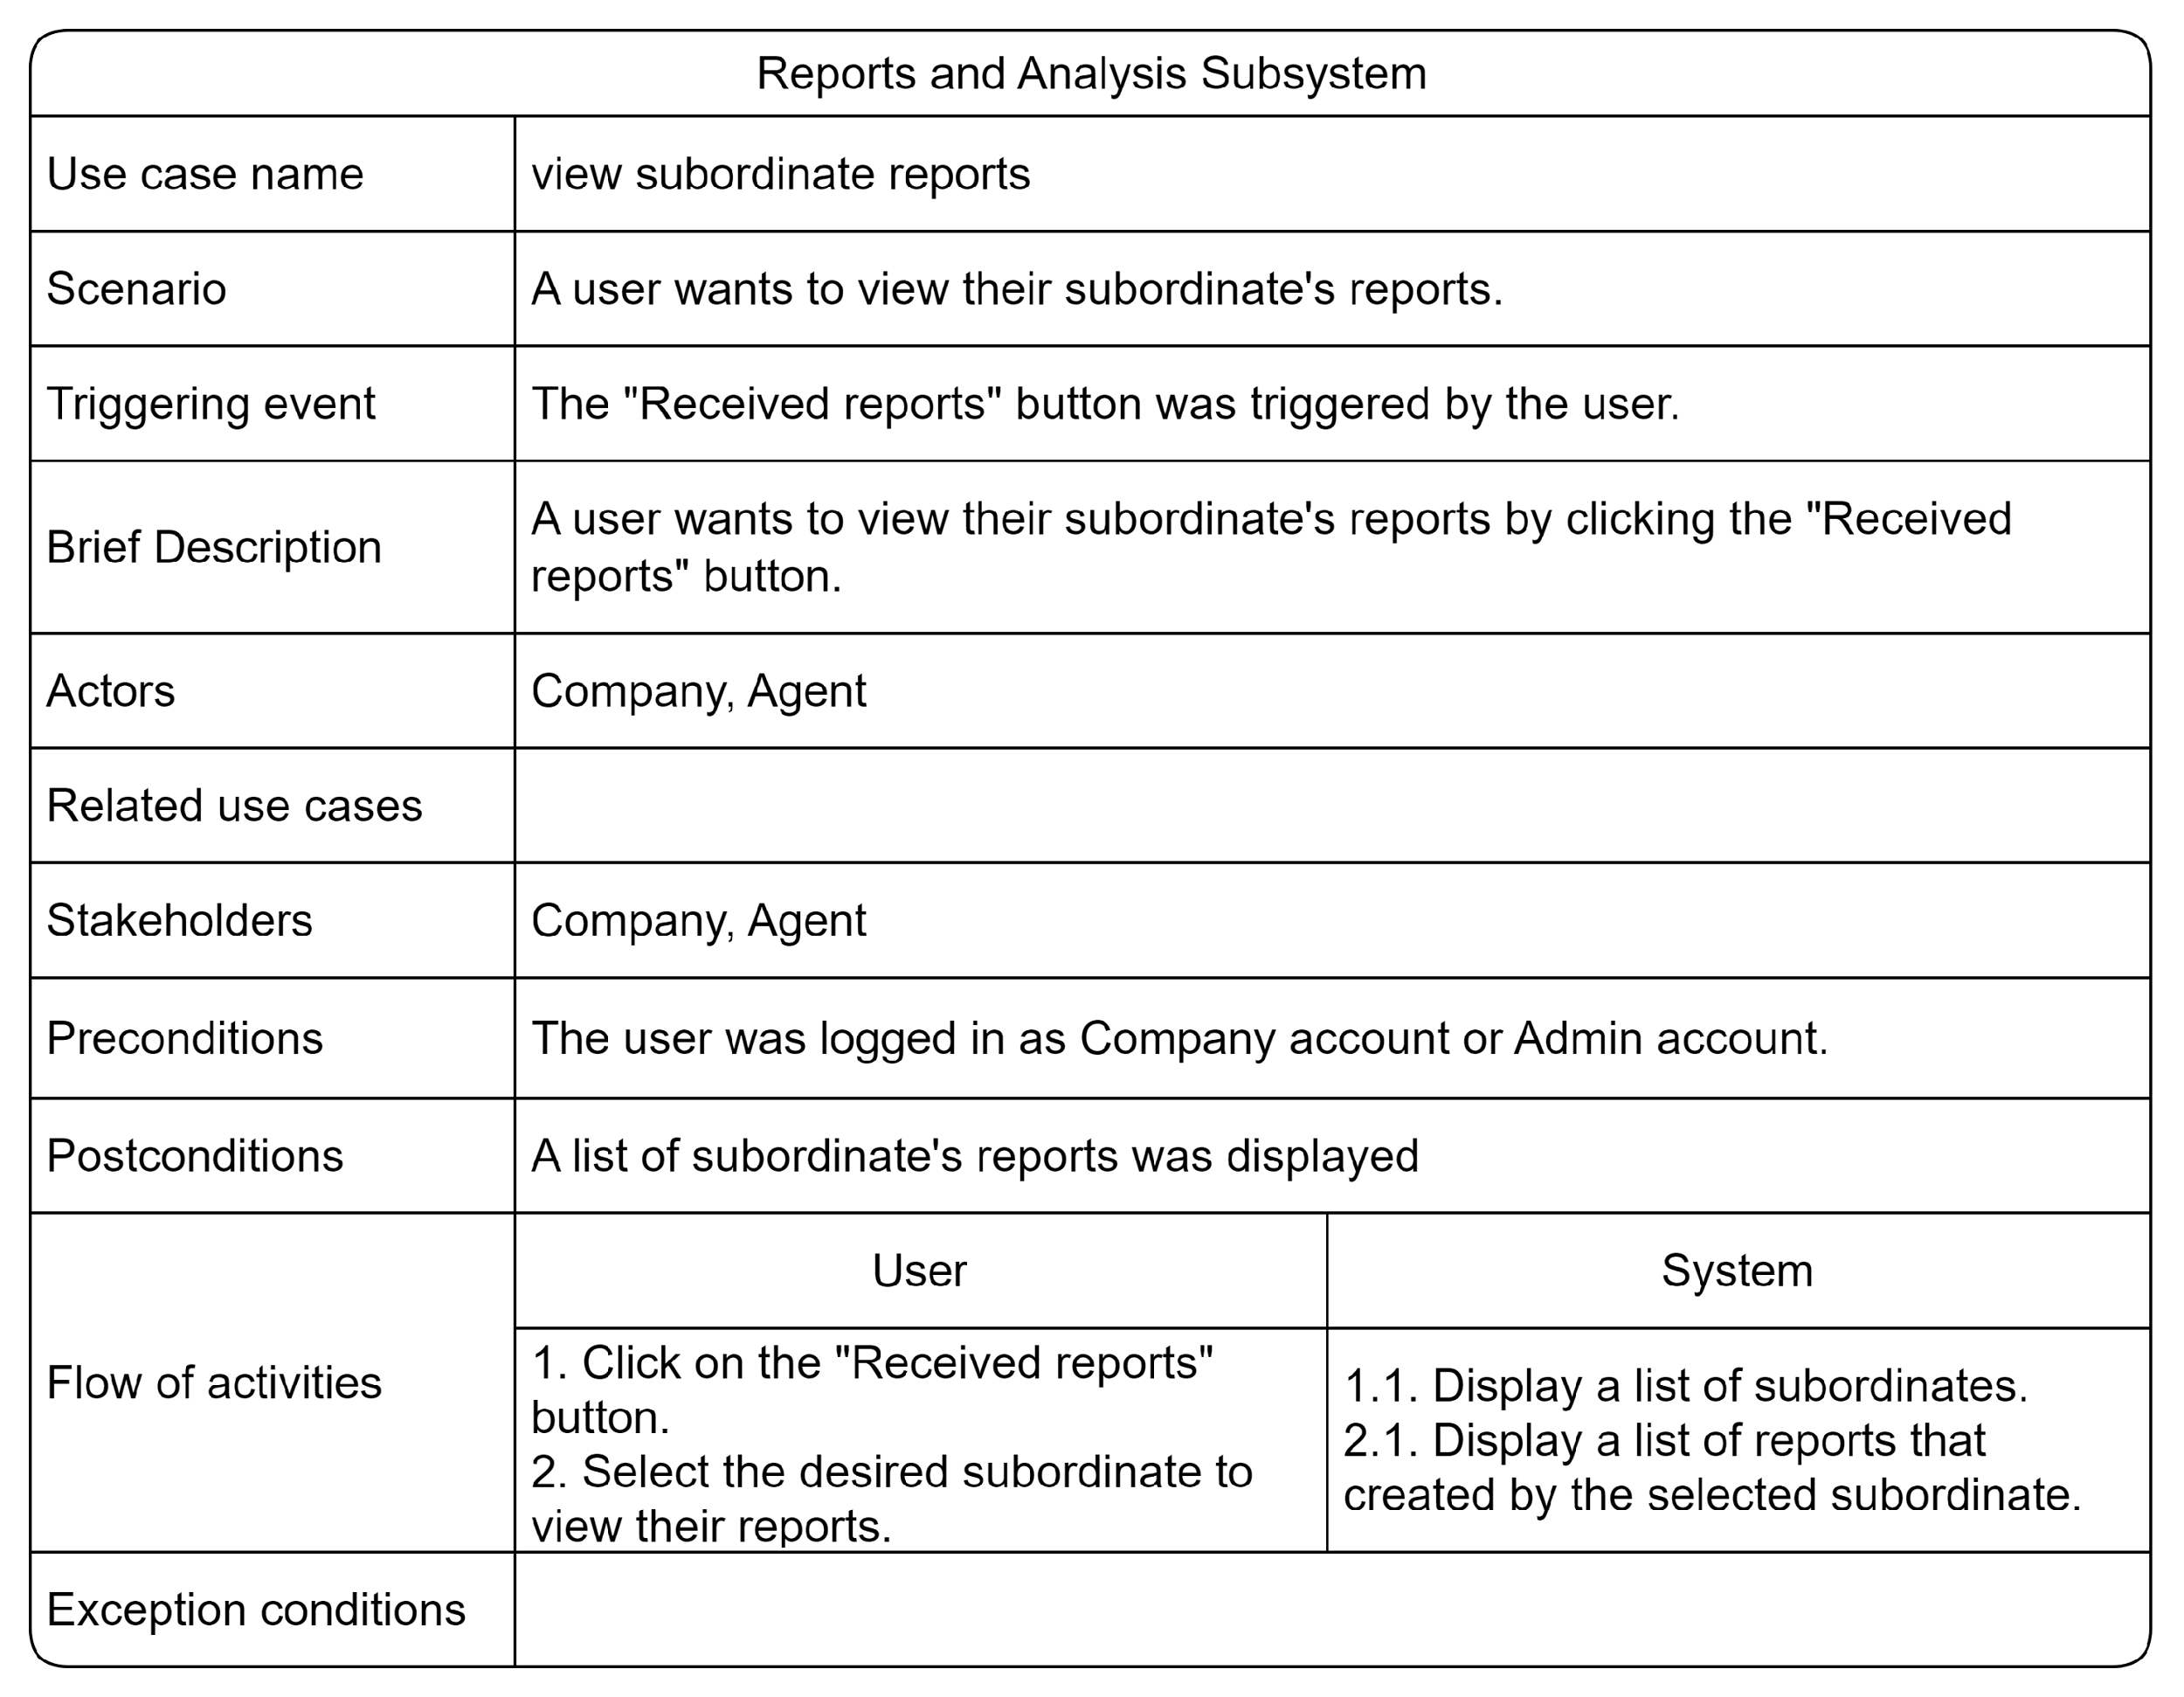 Reports and Analysis Subsystem
Use case name
view subordinate reports
Scenario
A user wants to view their subordinate's reports.
Triggering event
The "Received reports" button was triggered by the user.
Brief Description
A user wants to view their subordinate's reports by clicking the "Received
reports" button.
Actors
Company, Agent
Related use cases
Stakeholders
Company, Agent
Preconditions
The user was logged in as Company account or Admin account.
Postconditions
A list of subordinate's reports was displayed
Flow of activities
User
System
1. Click on the "Received reports"
button.
2. Select the desired subordinate to
view their reports.
1.1. Display a list of subordinates.
2.1. Display a list of reports that
created by the selected subordinate.
Exception conditions